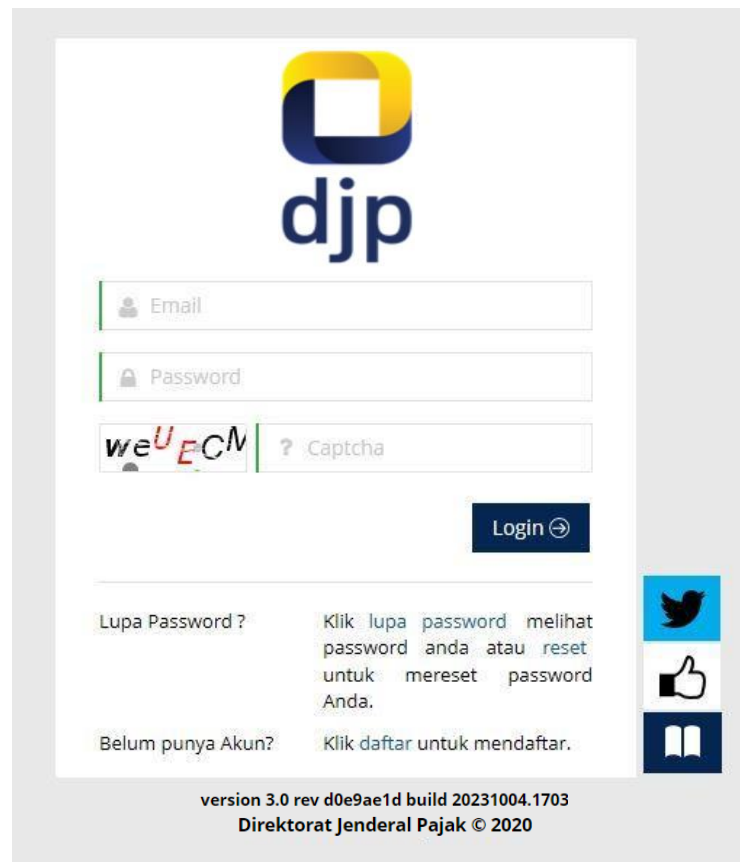 djp
Email
Password
Captcha
Login
Lupa Password ?
Klik lupa password melihat
password anda atau reset
untuk mereset password
Anda.
Belum punya Akun?
Klik daftar untuk mendaftar.
version 3.0 rev d0e9ae1d build 20231004.1703
Direktorat Jenderal Pajak © 2020